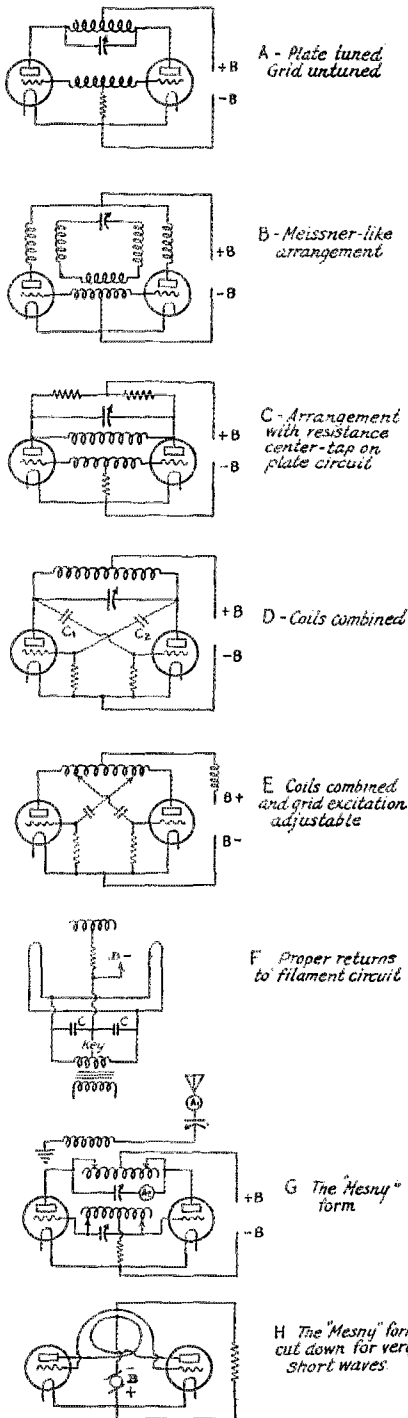 A - Plate tuned
Grid untuned
+B
-B
B - Meissner-like
arrangement
+B
-B
C - Arrangement
with resistance
center-tap on
plate circuit
+B
-B
D - Coils combined
C1
C2
+B
-B
E Coils combined
and grid excitation
adjustable
B+
B-
F Proper returns
to filament circuit
B-
C
C
Key
G The "Mesny"
form
+B
-B
H The "Mesny" form
cut down for very
short waves.
-
B
+